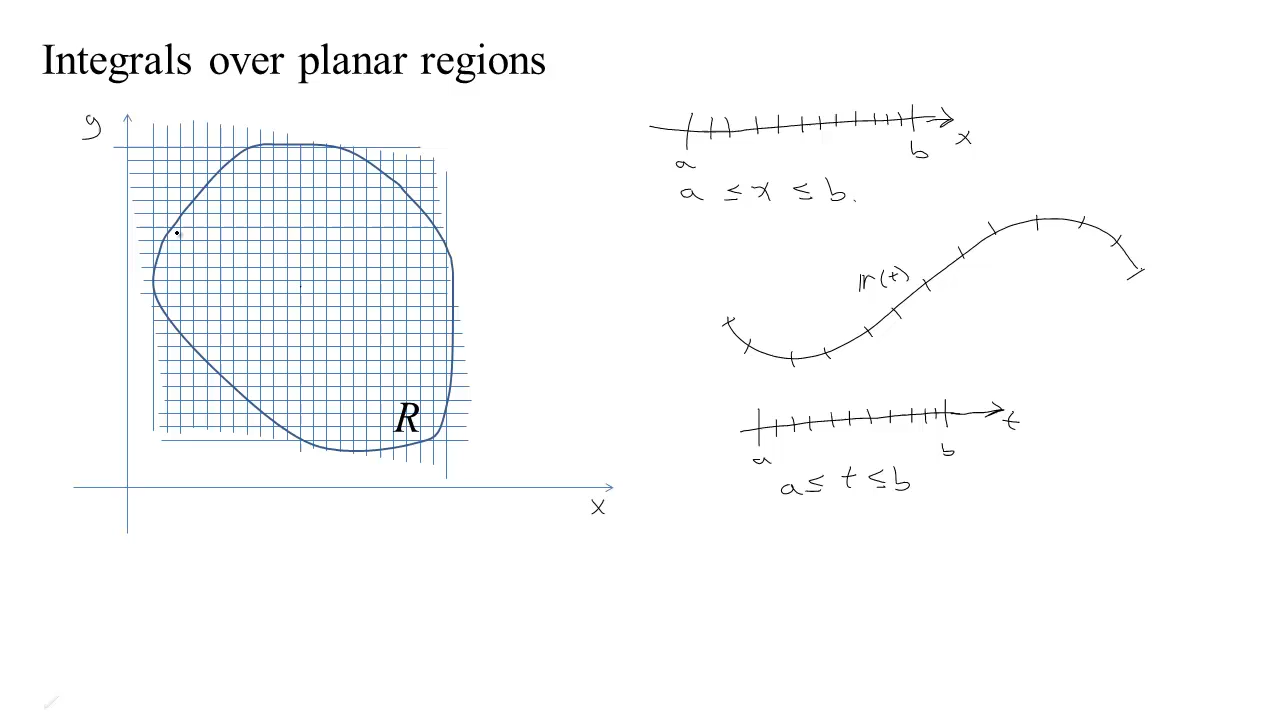 Integrals over planar regions
y
x
R
a
b
x
a ≤ x ≤ b.
r(t)
a
b
t
a ≤ t ≤ b